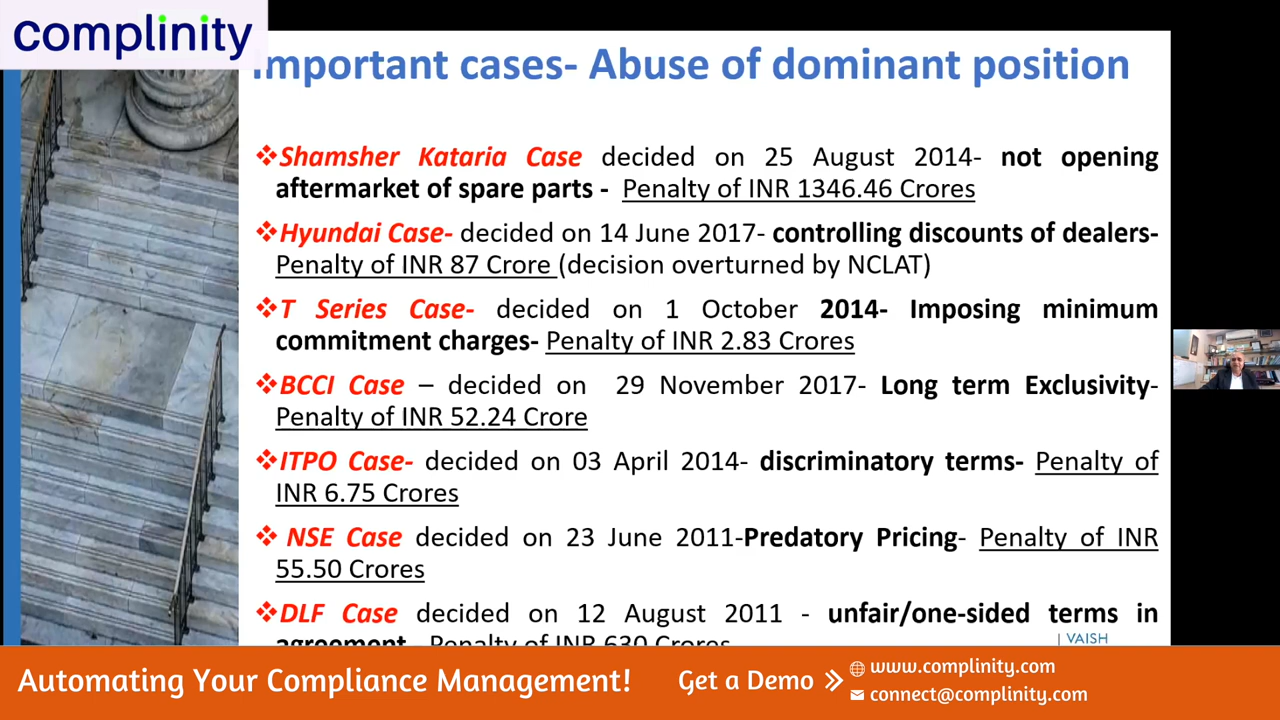 complinity
Important cases- Abuse of dominant position
❖Shamsher Kataria Case decided on 25 August 2014- not opening
aftermarket of spare parts - Penalty of INR 1346.46 Crores
❖Hyundai Case- decided on 14 June 2017- controlling discounts of dealers-
Penalty of INR 87 Crore (decision overturned by NCLAT)
❖T Series Case- decided on 1 October 2014- Imposing minimum
commitment charges- Penalty of INR 2.83 Crores
❖BCCI Case – decided on 29 November 2017- Long term Exclusivity-
Penalty of INR 52.24 Crore
❖ITPO Case- decided on 03 April 2014- discriminatory terms- Penalty of
INR 6.75 Crores
❖ NSE Case decided on 23 June 2011-Predatory Pricing- Penalty of INR
55.50 Crores
❖DLF Case decided on 12 August 2011 - unfair/one-sided terms in
agreement - Penalty of INR 630 Crores
| VAISH
Automating Your Compliance Management!
Get a Demo
www.complinity.com
connect@complinity.com